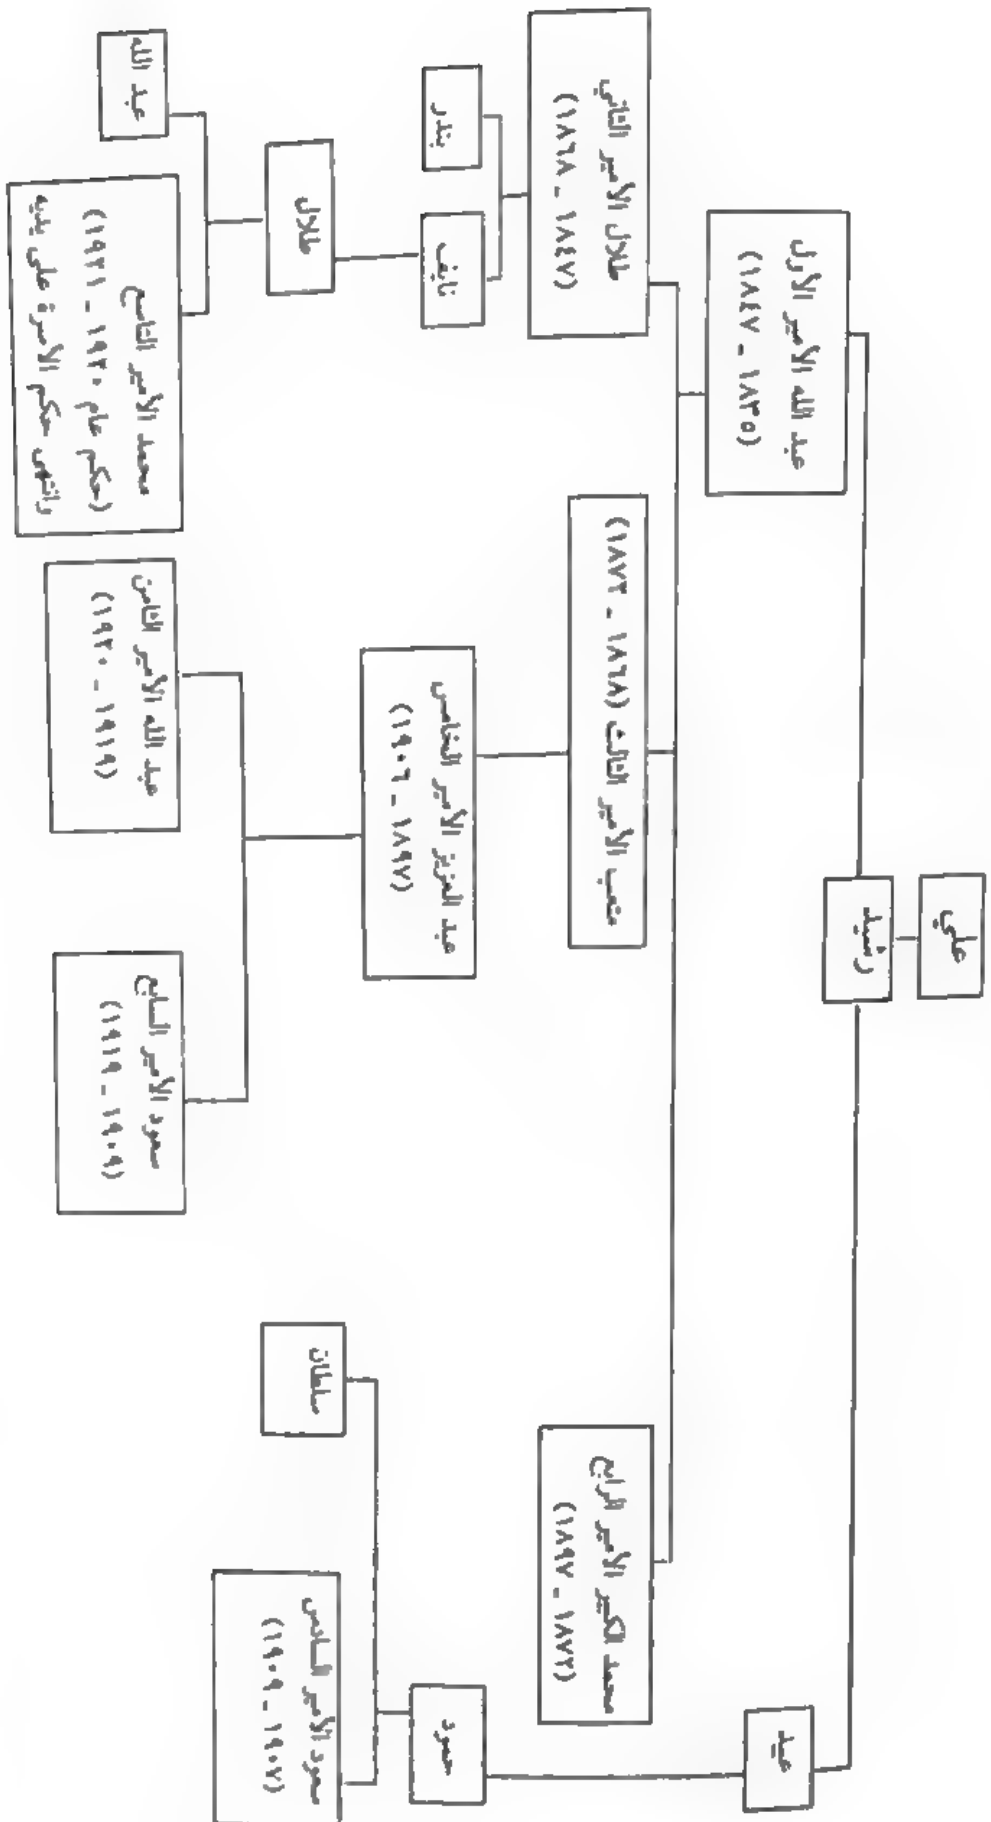 علي
رشيد
عبد الله الأمير الأول
(١٨٣٥ - ١٨٤٧)
عبيد
طلال الأمير الثاني
(١٨٤٧ - ١٨٦٨)
متعب الأمير الثالث (١٨٦٨ - ١٨٧٢)
محمد الكبير الأمير الرابع
(١٨٧٢ - ١٨٩٧)
بندر
نايف
عبد العزيز الأمير الخامس
(١٨٩٧ - ١٩٠٦)
حمود
طلال
سلطان
سعود الأمير السادس
(١٩٠٧ - ١٩٠٩)
عبد الله
محمد الأمير التاسع
(حكم عام ١٩٢٠ - ١٩٢١)
وانتهى حكم الأسرة على يديه
عبد الله الأمير الثامن
(١٩١٩ - ١٩٢٠)
سعود الأمير السابع
(١٩٠٩ - ١٩١٩)